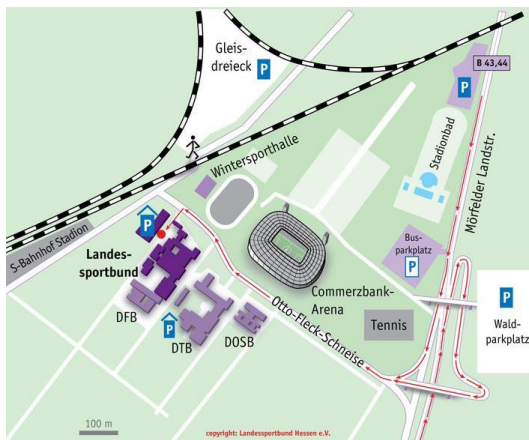 Gleis-
dreieck
P
B 43,44
P
Stadionbad
Mörfelder Landstr.
Wintersporthalle
P
S-Bahnhof Stadion
Landes-
sportbund
Bus-
parkplatz
P
Commerzbank-
Arena
Otto-Fleck-Schneise
Tennis
P
Wald-
parkplatz
DFB
P
DTB
DOSB
100 m
copyright: Landessportbund Hessen e.V.